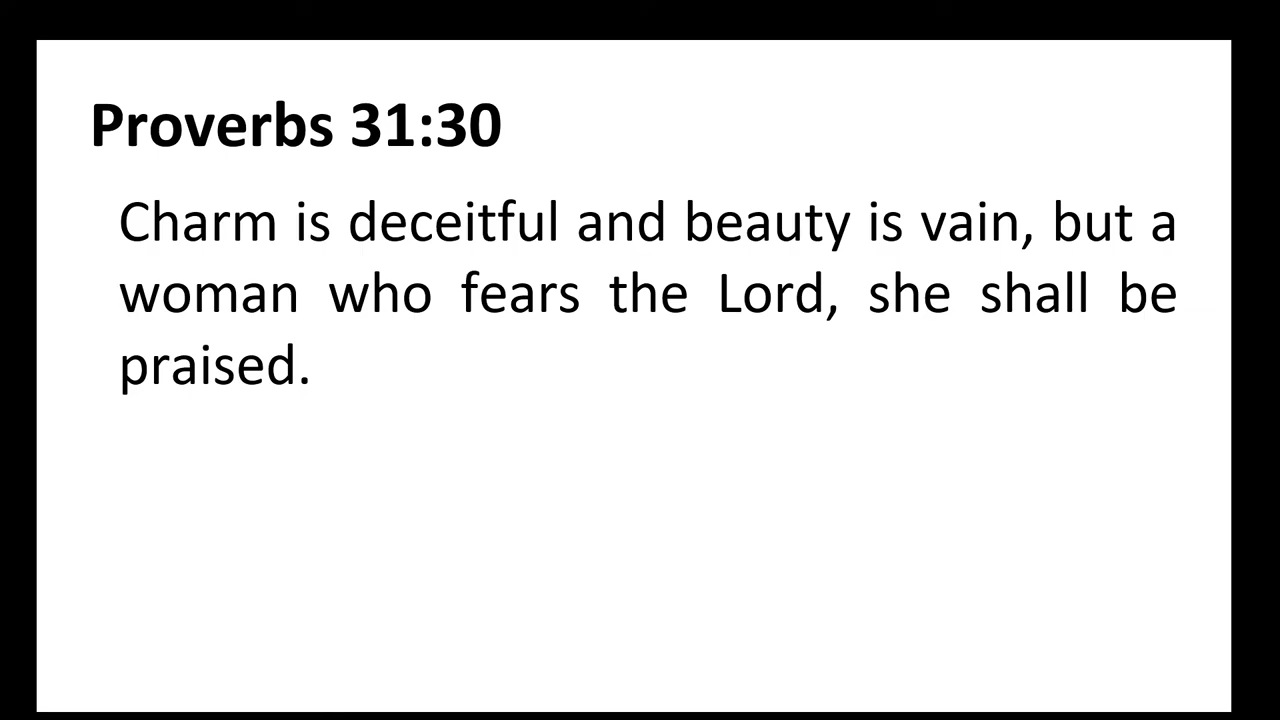 Proverbs 31:30
Charm is deceitful and beauty is vain, but a
woman who fears the Lord, she shall be
praised.